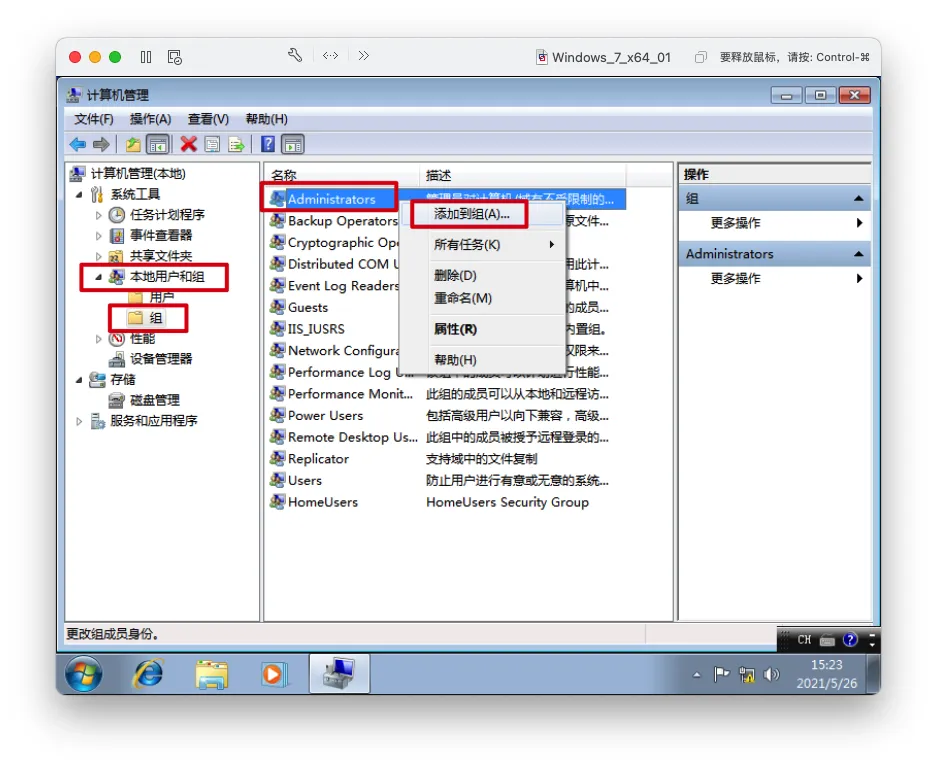 Windows_7_x64_01
要释放鼠标，请按: Control-⌘
计算机管理
文件(F) 操作(A) 查看(V) 帮助(H)
计算机管理(本地)
系统工具
任务计划程序
事件查看器
共享文件夹
本地用户和组
用户
组
性能
设备管理器
存储
磁盘管理
服务和应用程序
名称 描述
Administrators 管理员对计算机/域有不受限制的...
Backup Operators 原文件...
Cryptographic Ope
Distributed COM U 用此计...
Event Log Readers 算机中...
Guests 的成员...
IIS_IUSRS 内置组。
Network Configura 权限来...
Performance Log U... 该组中的成员可以计划进行性能...
Performance Monit... 此组的成员可以从本地和远程访...
Power Users 包括高级用户以向下兼容，高级...
Remote Desktop Us... 此组中的成员被授予远程登录的...
Replicator 支持域中的文件复制
Users 防止用户进行有意或无意的系统...
HomeUsers HomeUsers Security Group
添加到组(A)...
所有任务(K)
删除(D)
重命名(M)
属性(R)
帮助(H)
操作
组
更多操作
Administrators
更多操作
更改组成员身份。
CH
15:23
2021/5/26